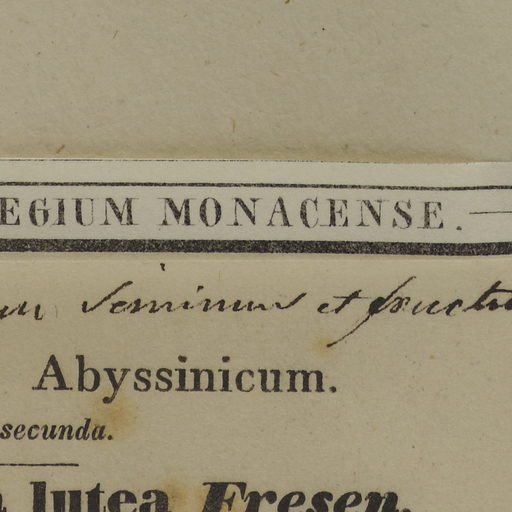 EGIUM MONACENSE.
Seminum et fructu
Abyssinicum.
secunda.
lutea Fresen.